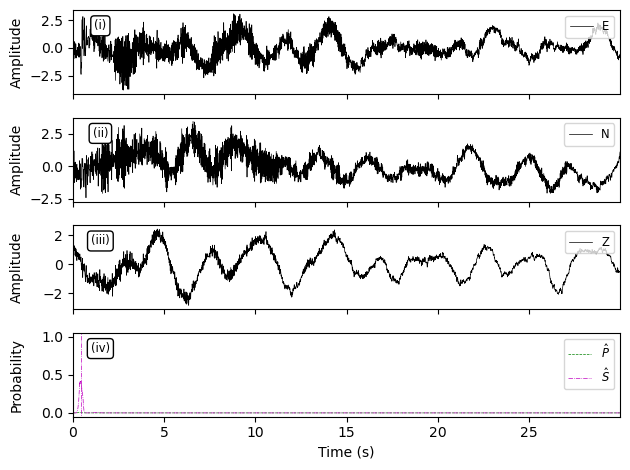 Amplitude
2.5
0.0
−2.5
(i)
E
Amplitude
2.5
0.0
−2.5
(ii)
N
Amplitude
2
0
−2
(iii)
Z
Probability
1.0
0.5
0.0
(iv)
P̂
Ŝ
0 5 10 15 20 25
Time (s)